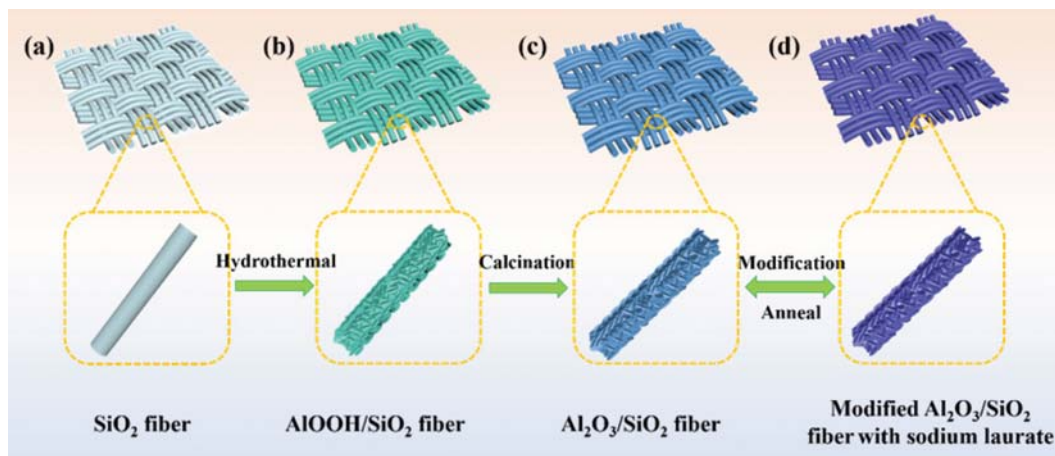 (a)
(b)
(c)
(d)
Hydrothermal
Calcination
Modification
Anneal
SiO₂ fiber
AlOOH/SiO₂ fiber
Al₂O₃/SiO₂ fiber
Modified Al₂O₃/SiO₂
fiber with sodium laurate